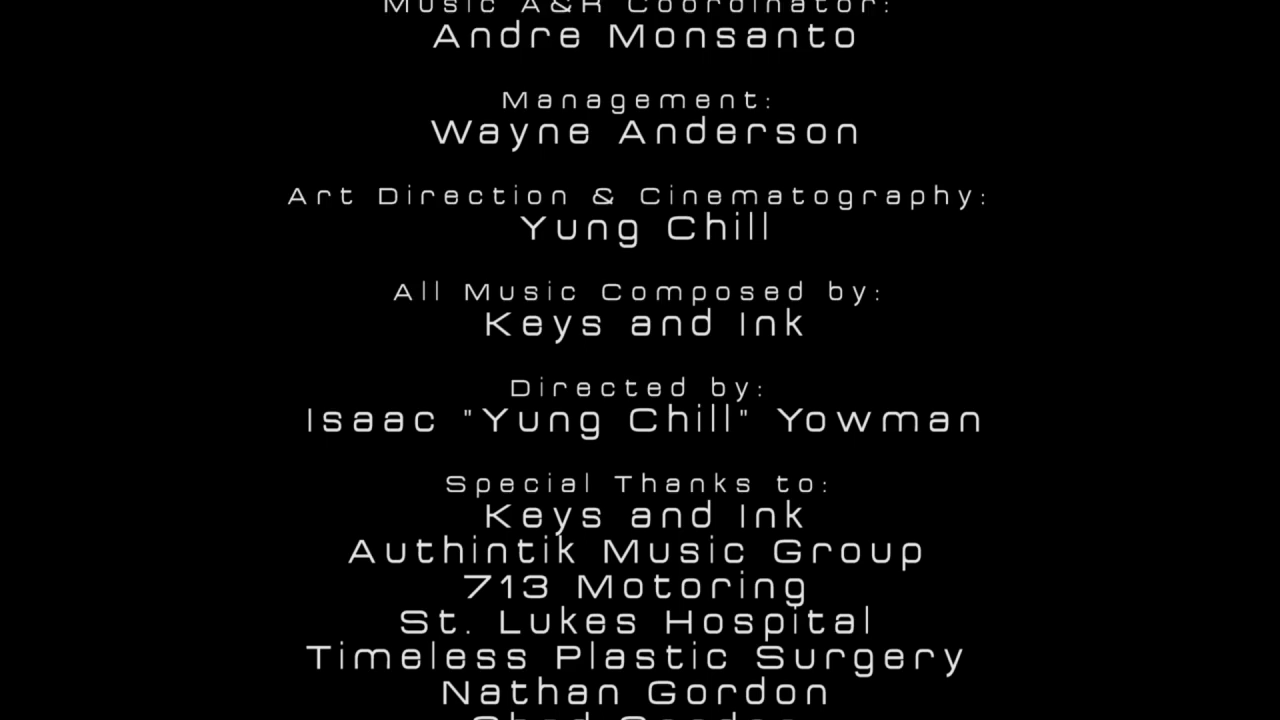 Music A&R Coordinator:
Andre Monsanto
Management:
Wayne Anderson
Art Direction & Cinematography:
Yung Chill
All Music Composed by:
Keys and Ink
Directed by:
Isaac "Yung Chill" Yowman
Special Thanks to:
Keys and Ink
Authintik Music Group
713 Motoring
St. Lukes Hospital
Timeless Plastic Surgery
Nathan Gordon